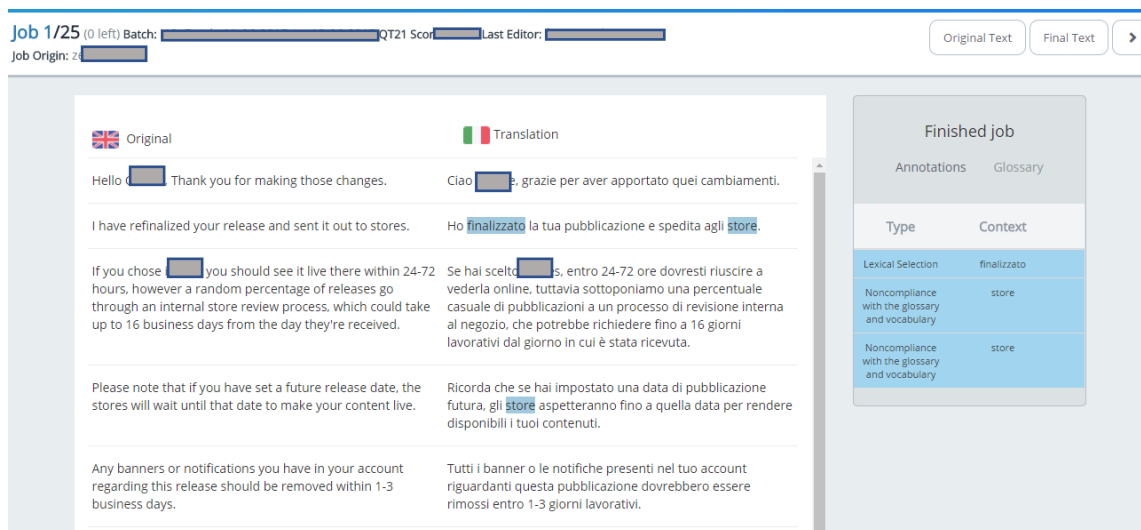 Job 1/25 (0 left) Batch: QT21 Scor Last Editor:
Job Origin: ze
Original Text
Final Text
Original
Translation
Hello Thank you for making those changes.
Ciao e, grazie per aver apportato quei cambiamenti.
I have refinalized your release and sent it out to stores.
Ho finalizzato la tua pubblicazione e spedita agli store.
If you chose you should see it live there within 24-72
hours, however a random percentage of releases go
through an internal store review process, which could take
up to 16 business days from the day they're received.
Se hai scelto s, entro 24-72 ore dovresti riuscire a
vederla online, tuttavia sottoponiamo una percentuale
casuale di pubblicazioni a un processo di revisione interna
al negozio, che potrebbe richiedere fino a 16 giorni
lavorativi dal giorno in cui è stata ricevuta.
Please note that if you have set a future release date, the
stores will wait until that date to make your content live.
Ricorda che se hai impostato una data di pubblicazione
futura, gli store aspetteranno fino a quella data per rendere
disponibili i tuoi contenuti.
Any banners or notifications you have in your account
regarding this release should be removed within 1-3
business days.
Tutti i banner o le notifiche presenti nel tuo account
riguardanti questa pubblicazione dovrebbero essere
rimossi entro 1-3 giorni lavorativi.
Finished job
Annotations Glossary
Type Context
Lexical Selection finalizzato
Noncompliance store
with the glossary
and vocabulary
Noncompliance store
with the glossary
and vocabulary